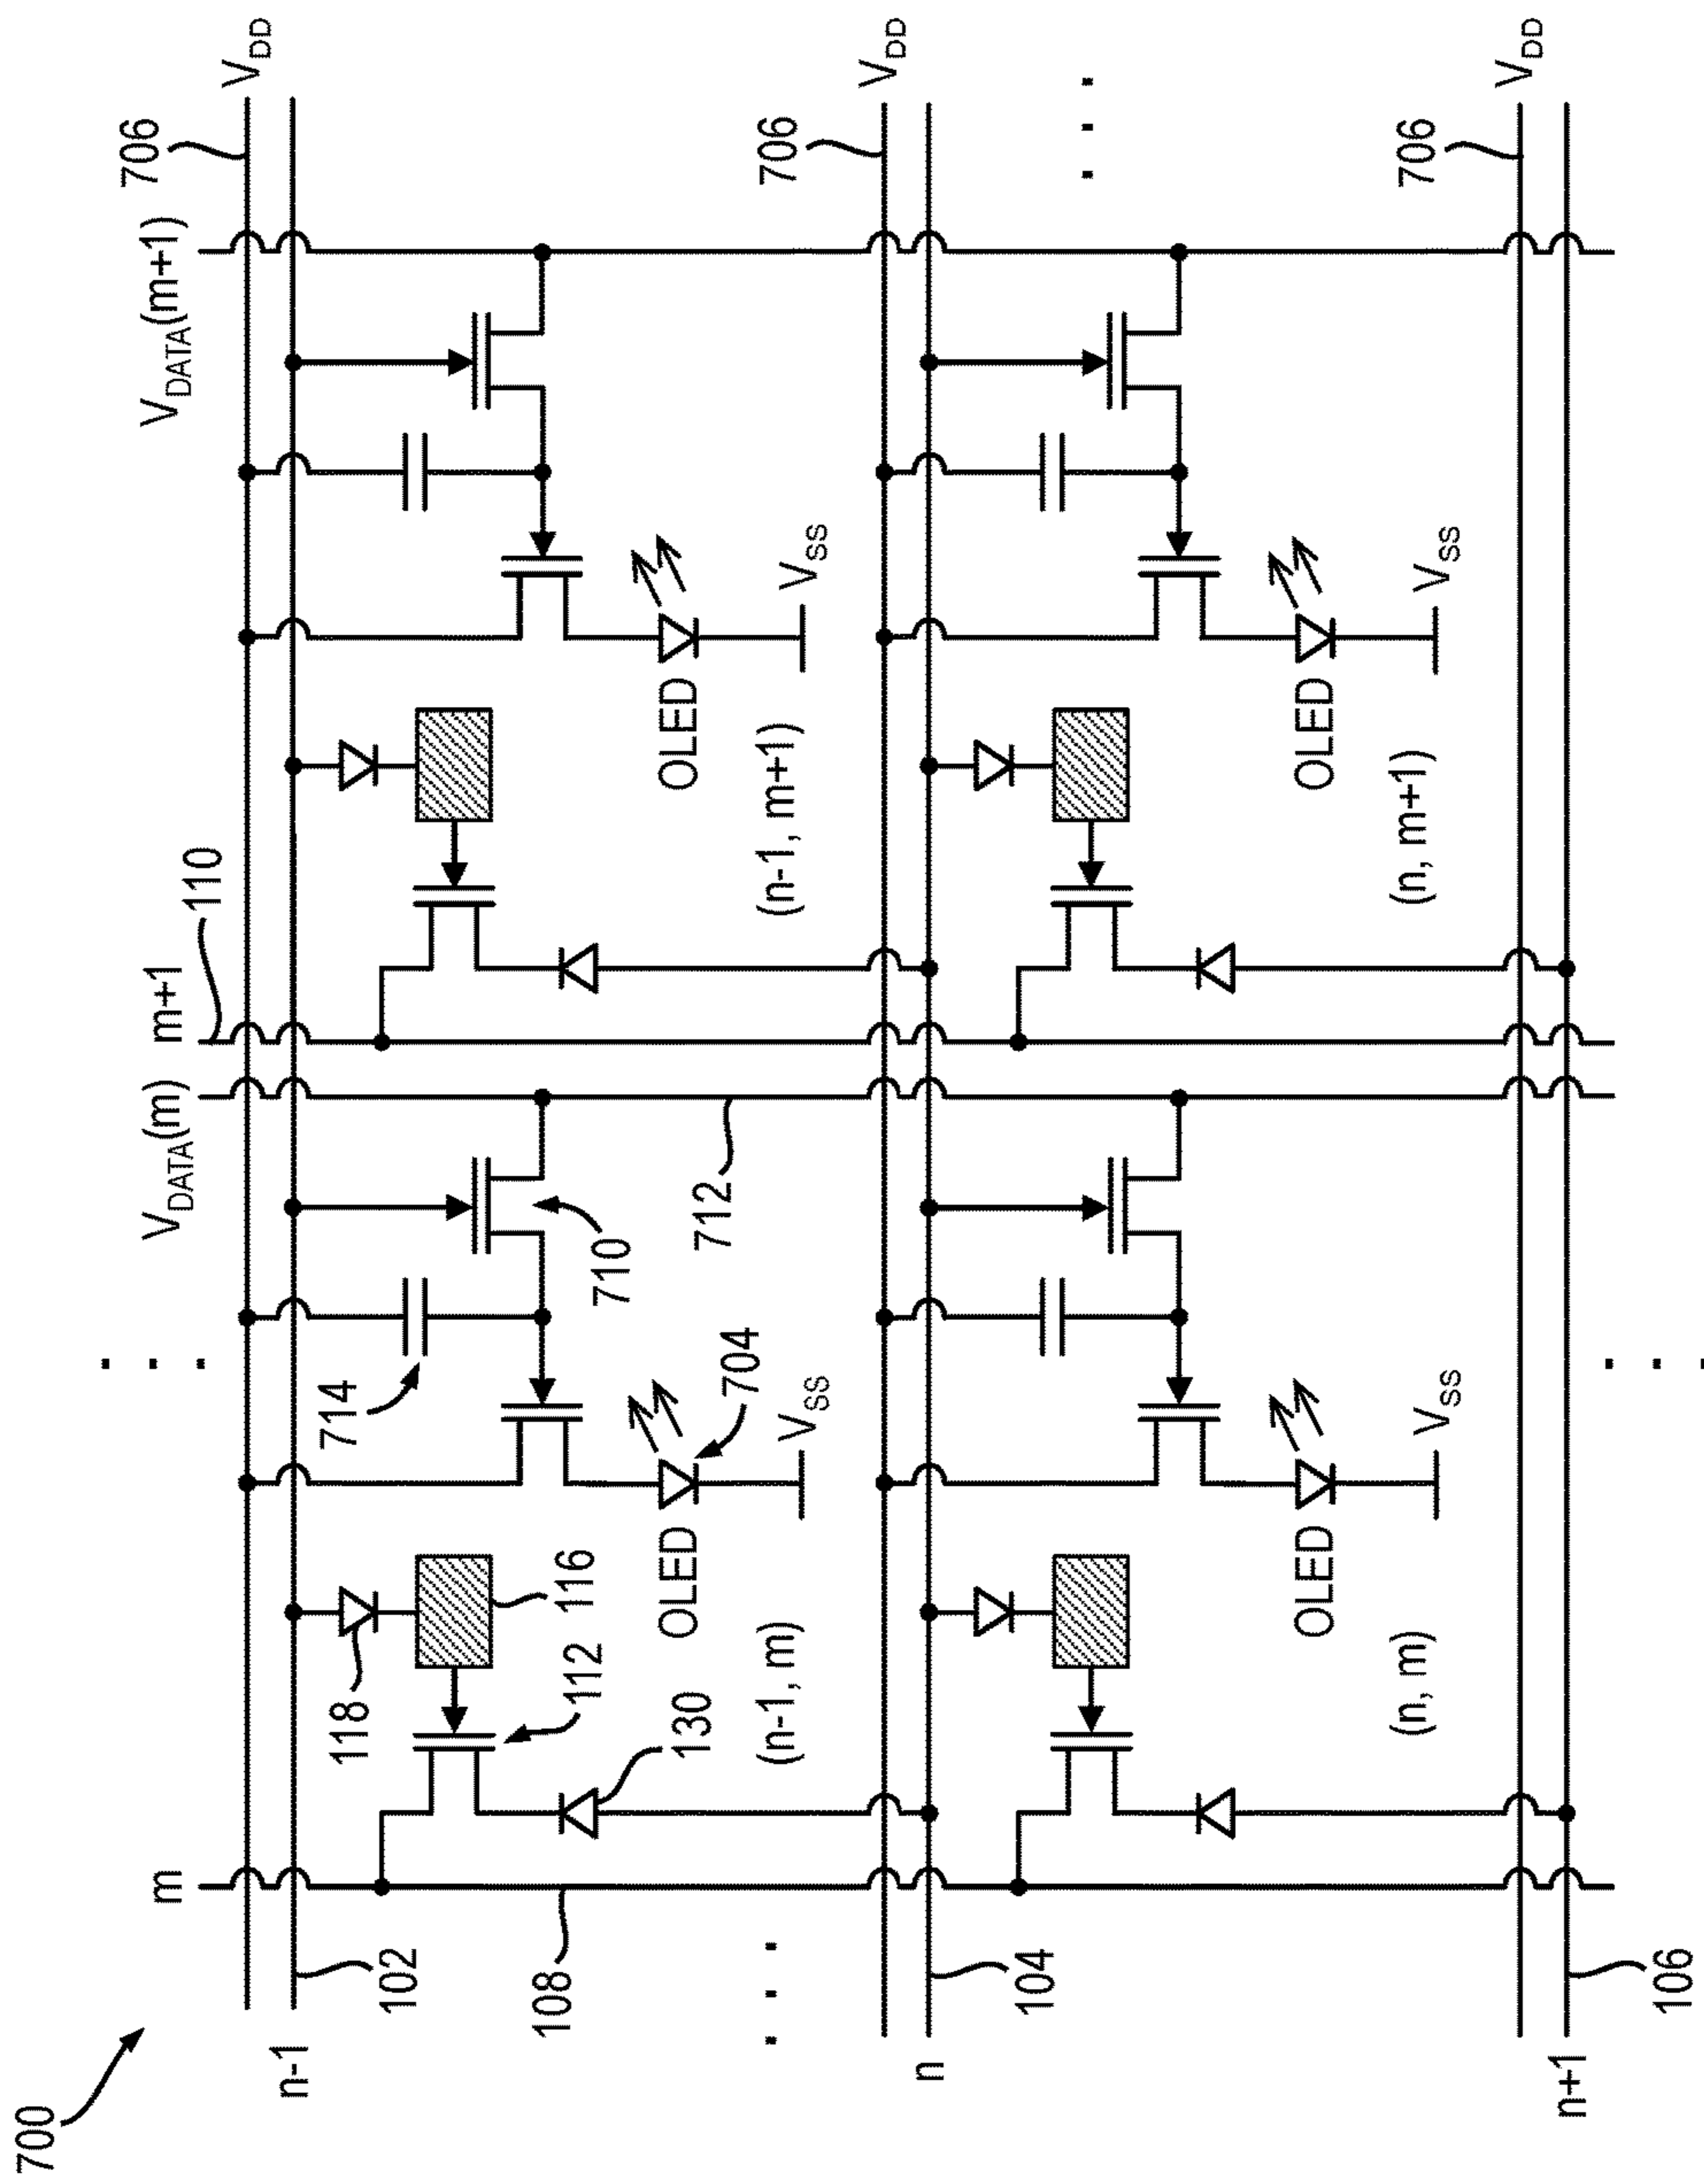 700
n-1
102
m
108
118
116
112
130
(n-1, m)
714
704
OLED
VSS
VDATA(m)
710
712
m+1
110
(n-1, m+1)
OLED
VSS
VDATA(m+1)
706
VDD
n
104
(n, m)
OLED
VSS
(n, m+1)
OLED
VSS
706
VDD
n+1
106
706
VDD